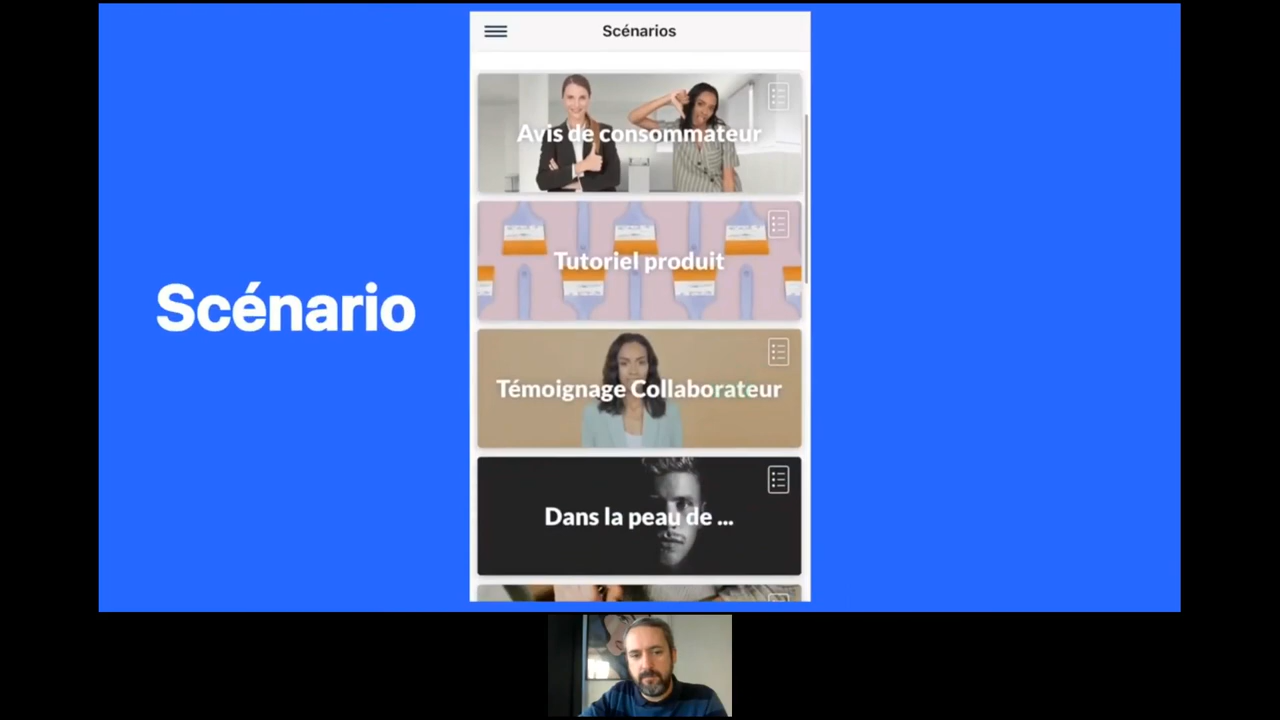 Scénarios
Avis de consommateur
Tutoriel produit
Scénario
Témoignage Collaborateur
Dans la peau de ...